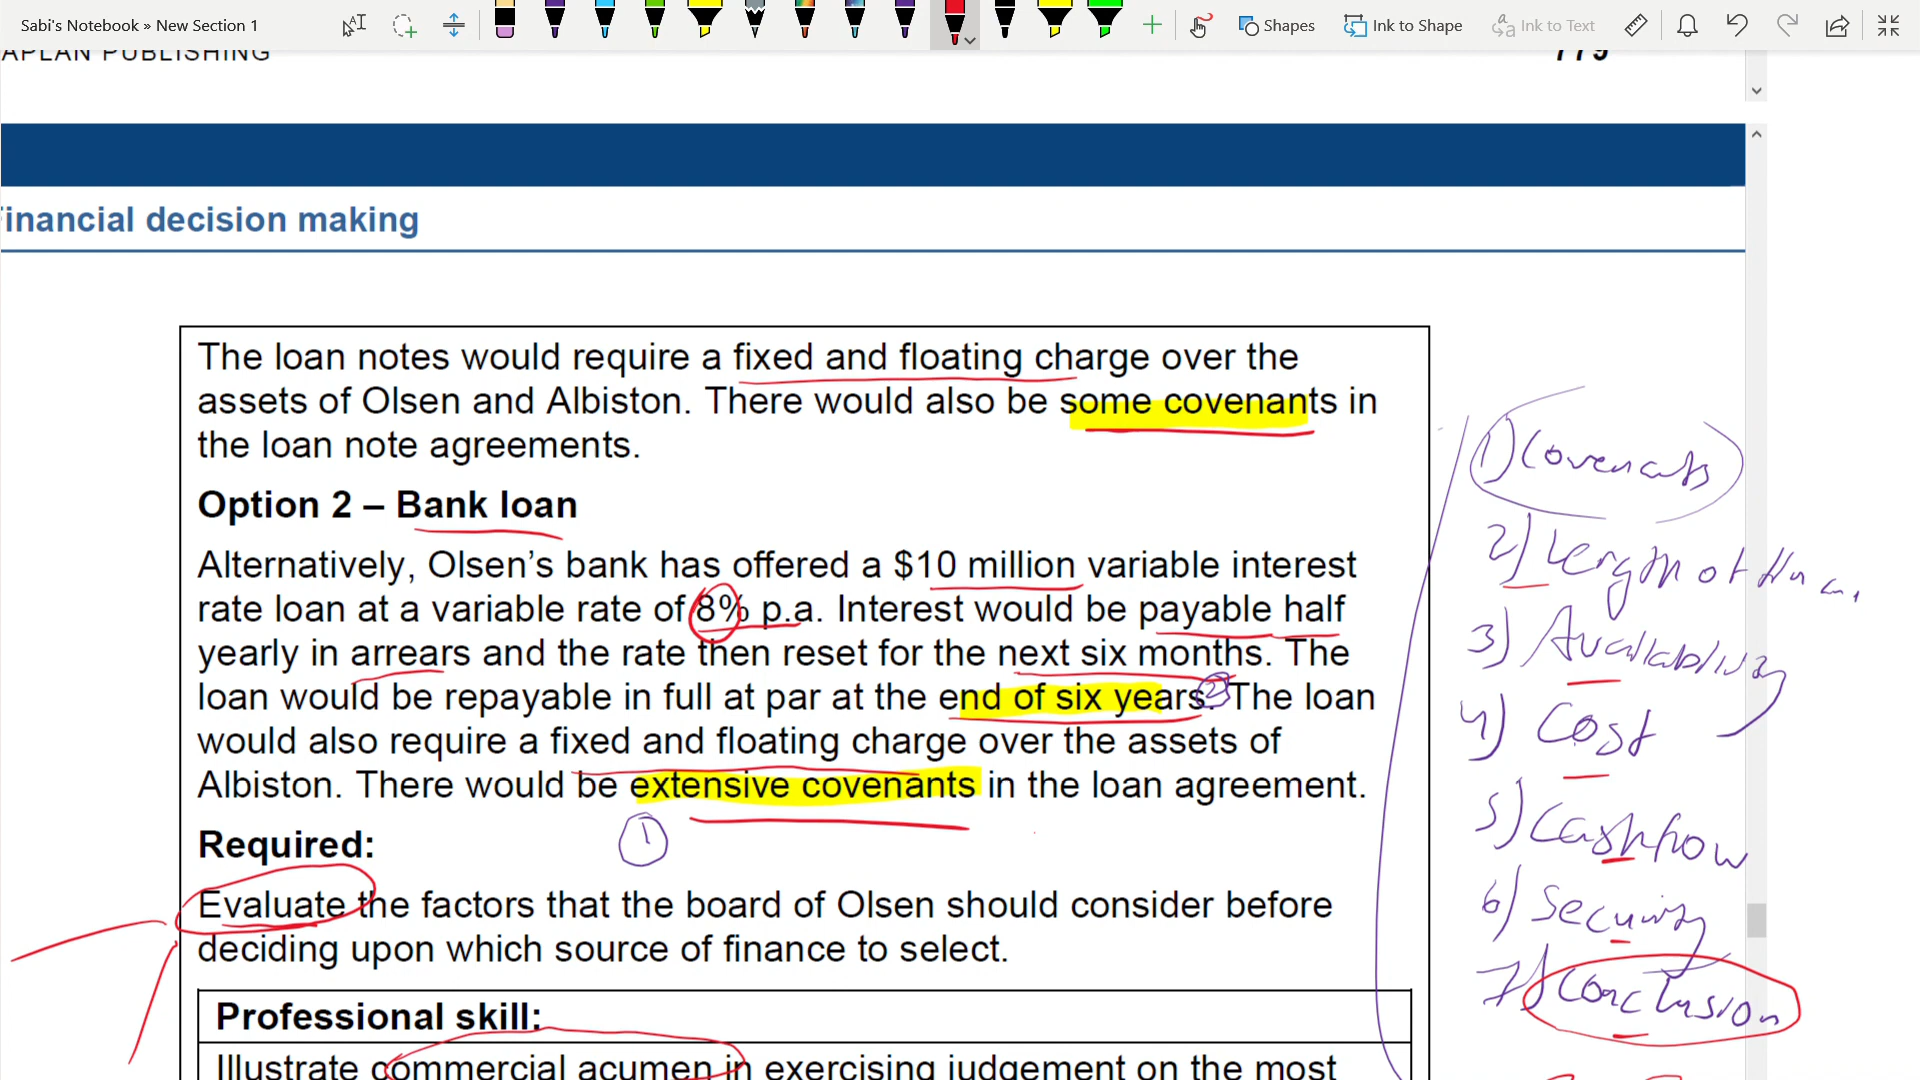 Sabi's Notebook » New Section 1
Shapes
Ink to Shape
Ink to Text
APLAN PUBLISHING
779
inancial decision making
The loan notes would require a fixed and floating charge over the
assets of Olsen and Albiston. There would also be some covenants in
the loan note agreements.
Option 2 – Bank loan
Alternatively, Olsen’s bank has offered a $10 million variable interest
rate loan at a variable rate of 8% p.a. Interest would be payable half
yearly in arrears and the rate then reset for the next six months. The
loan would be repayable in full at par at the end of six years. The loan
② 
would also require a fixed and floating charge over the assets of
Albiston. There would be extensive covenants in the loan agreement.
①
Required:
Evaluate the factors that the board of Olsen should consider before
deciding upon which source of finance to select.
Professional skill:
Illustrate commercial acumen in exercising judgement on the most
1) Covenants
2) Length of
3) Availability
4) Cost
5) Cashflow
6) Security
7) Conclusion